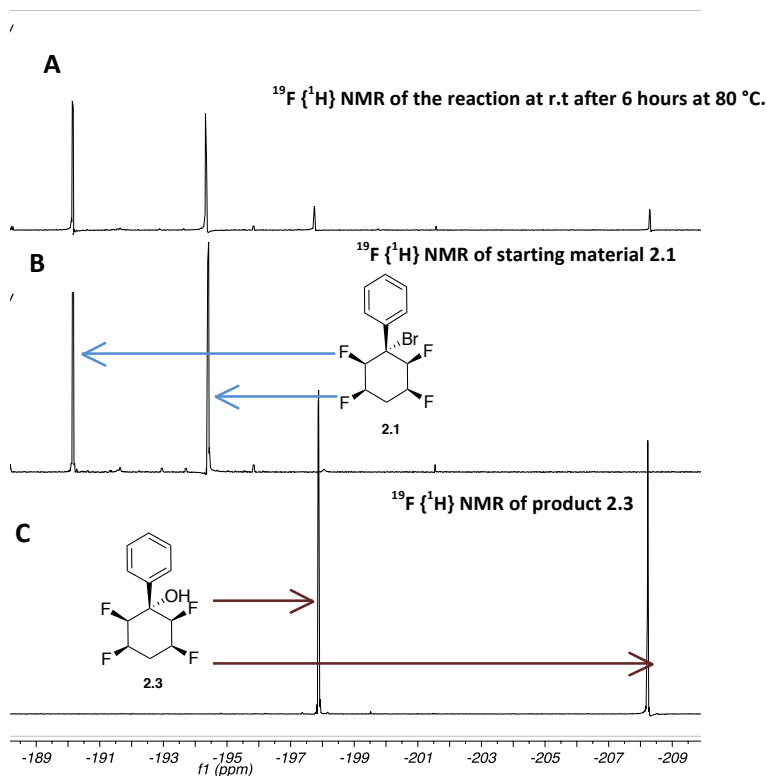 A
¹⁹F {¹H} NMR of the reaction at r.t after 6 hours at 80 °C.
B
¹⁹F {¹H} NMR of starting material 2.1
Br
F
F
F
F
2.1
¹⁹F {¹H} NMR of product 2.3
C
OH
F
F
F
F
2.3
-189 -191 -193 -195 -197 -199 -201 -203 -205 -207 -209
f1 (ppm)